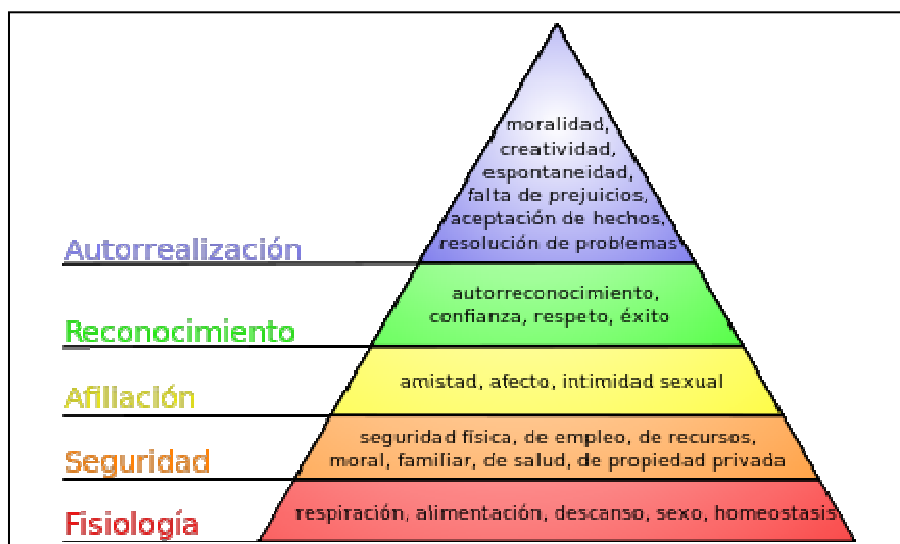 moralidad,
creatividad,
espontaneidad,
falta de prejuicios,
aceptación de hechos,
resolución de problemas
Autorrealización
autorreconocimiento,
confianza, respeto, éxito
Reconocimiento
amistad, afecto, intimidad sexual
Afiliación
seguridad física, de empleo, de recursos,
moral, familiar, de salud, de propiedad privada
Seguridad
respiración, alimentación, descanso, sexo, homeostasis
Fisiología